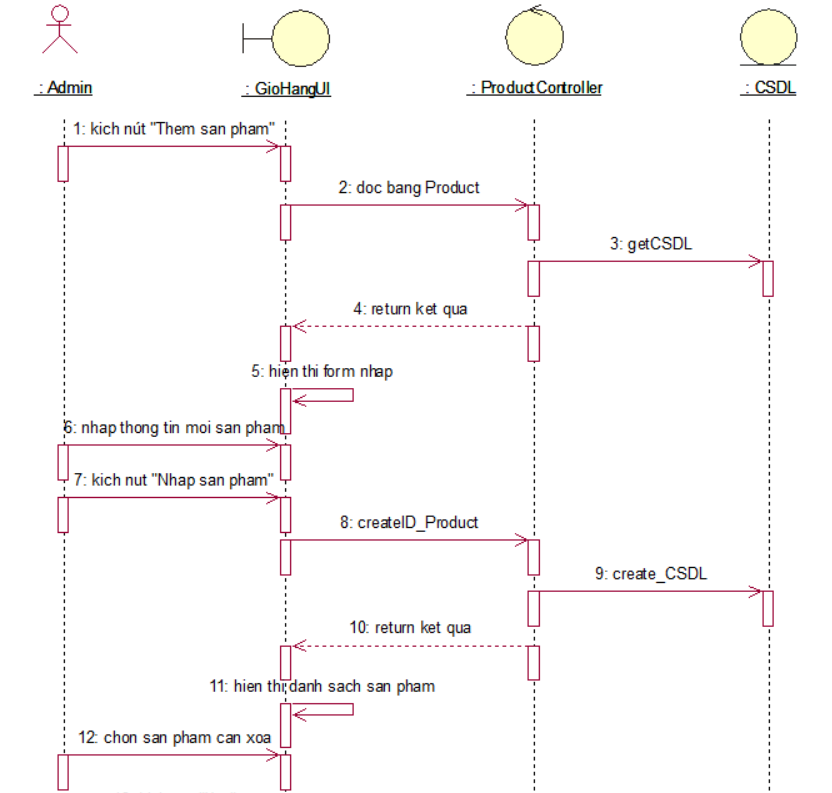 : Admin
: GioHangUI
: ProductController
: CSDL
1: kich nút "Them san pham"
2: doc bang Product
3: getCSDL
4: return ket qua
5: hien thi form nhap
6: nhap thong tin moi san pham
7: kich nut "Nhap san pham"
8: createID_Product
9: create_CSDL
10: return ket qua
11: hien thi danh sach san pham
12: chon san pham can xoa